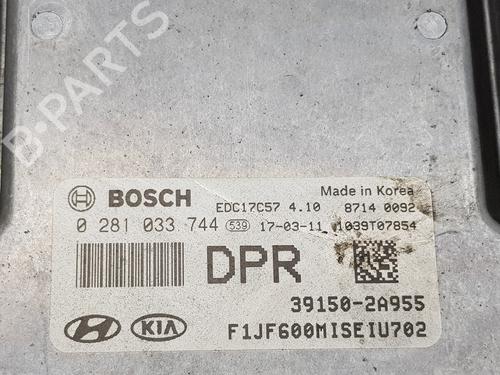 B-PARTS
BOSCH
EDC17C57 4.10
Made in Korea
8714 0092
0 281 033 744 539 17-03-11 1039T07854
DPR
39150-2A955
KIA
F1JF600MISEIU702